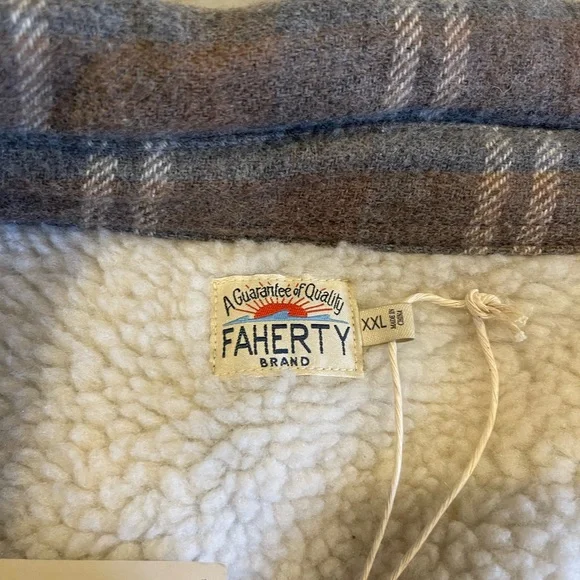 A Guarantee of Quality
FAHERTY
BRAND
XXL
MADE IN
CHINA